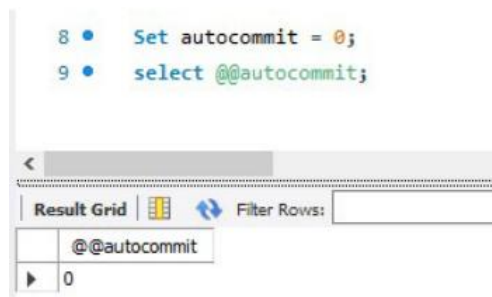 8 Set autocommit = 0;
9 select @@autocommit;
Result Grid Filter Rows:
@@autocommit
0